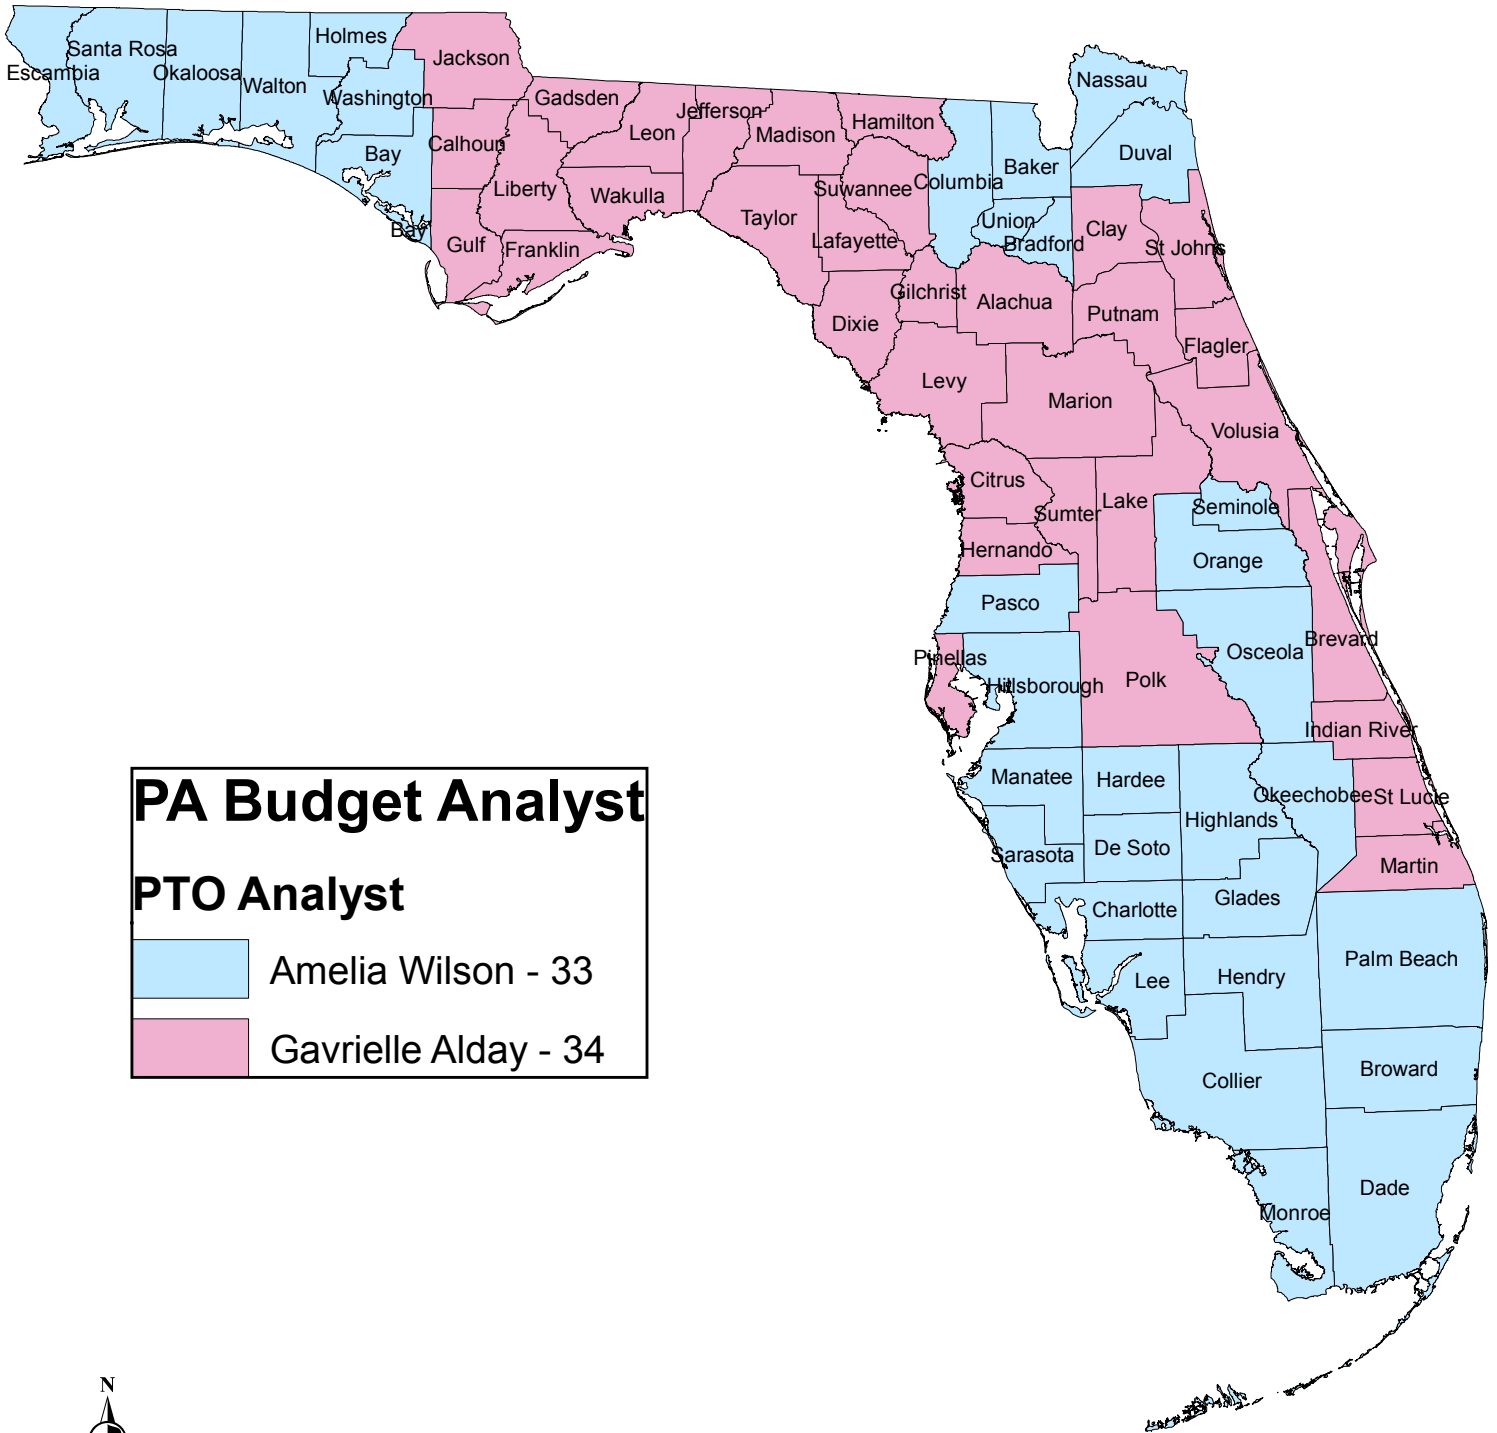 Holmes
Santa Rosa
Jackson
Escambia
Okaloosa
Walton
Nassau
Washington
Gadsden
Jefferson
Hamilton
Leon
Madison
Calhoun
Bay
Duval
Baker
Suwannee
Columbia
Liberty
Wakulla
Taylor
Union
Bay
Clay
Bradford
Gulf
Franklin
Lafayette
St Johns
Gilchrist
Alachua
Putnam
Dixie
Flagler
Levy
Marion
Volusia
Citrus
Lake
Sumter
Seminole
Hernando
Orange
Pasco
Brevard
Pinellas
Osceola
Hillsborough
Polk
Indian River
Manatee
Hardee
Okeechobee
St Lucie
Highlands
Sarasota
De Soto
Martin
Charlotte
Glades
Palm Beach
Lee
Hendry
Collier
Broward
Dade
Monroe
PA Budget Analyst
PTO Analyst
Amelia Wilson - 33
Gavrielle Alday - 34
N